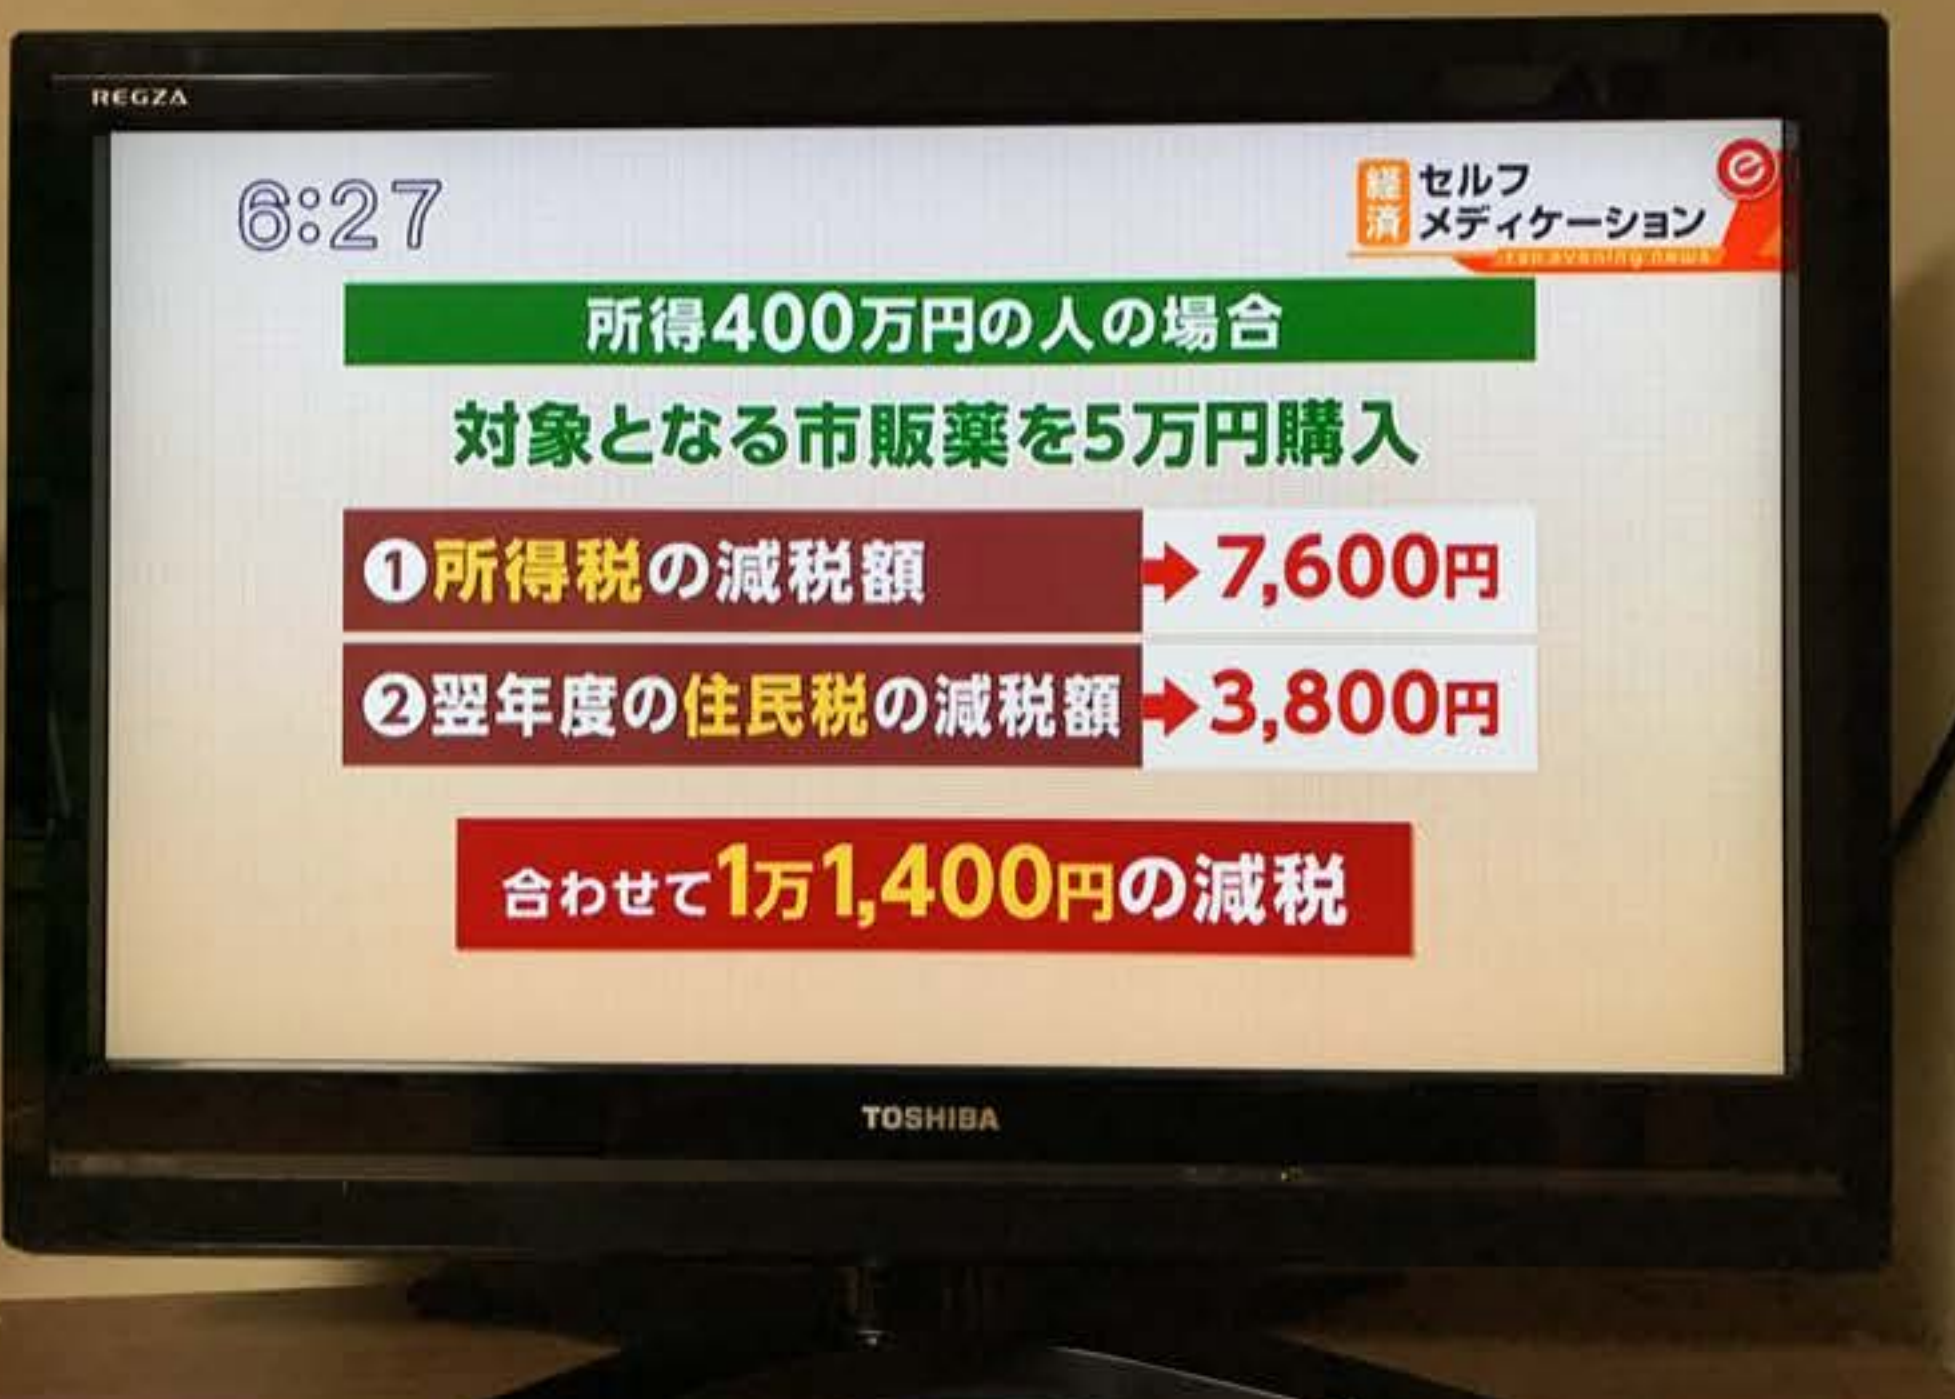 REGZA
6:27
経済
セルフ
メディケーション
evening news
所得400万円の人の場合
対象となる市販薬を5万円購入
❶所得税の減税額➡7,600円
❷翌年度の住民税の減税額➡3,800円
合わせて1万1,400円の減税
TOSHIBA